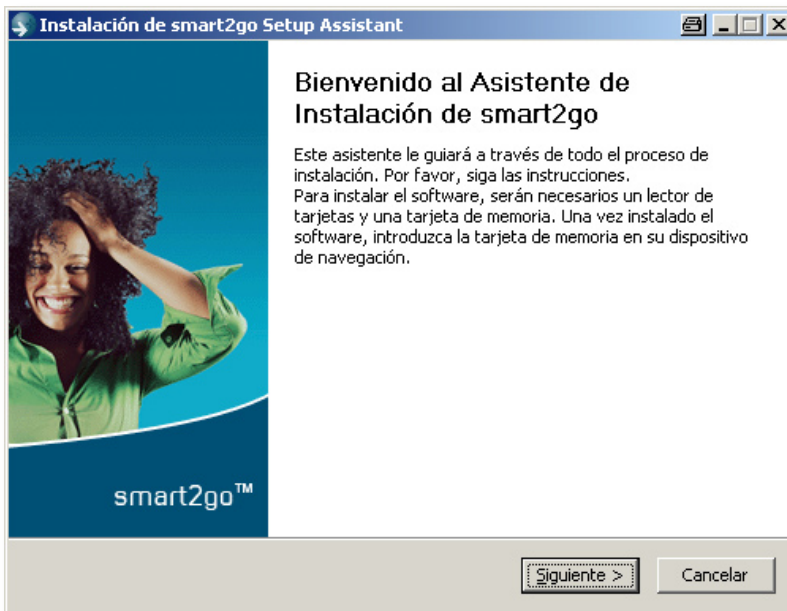 Instalación de smart2go Setup Assistant
Bienvenido al Asistente de
Instalación de smart2go
Este asistente le guiará a través de todo el proceso de
instalación. Por favor, siga las instrucciones.
Para instalar el software, serán necesarios un lector de
tarjetas y una tarjeta de memoria. Una vez instalado el
software, introduzca la tarjeta de memoria en su dispositivo
de navegación.
smart2go™
Siguiente >
Cancelar